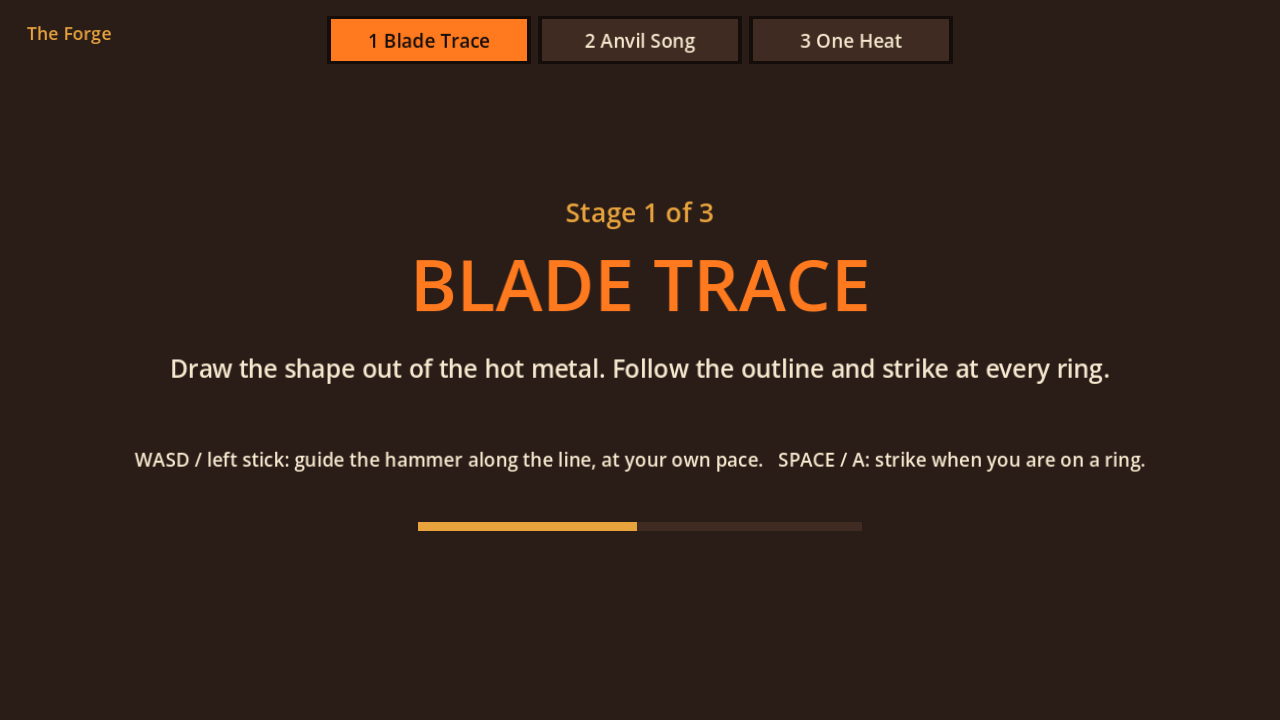 The Forge
1 Blade Trace
2 Anvil Song
3 One Heat
Stage 1 of 3
BLADE TRACE
Draw the shape out of the hot metal. Follow the outline and strike at every ring.
WASD / left stick: guide the hammer along the line, at your own pace.   SPACE / A: strike when you are on a ring.